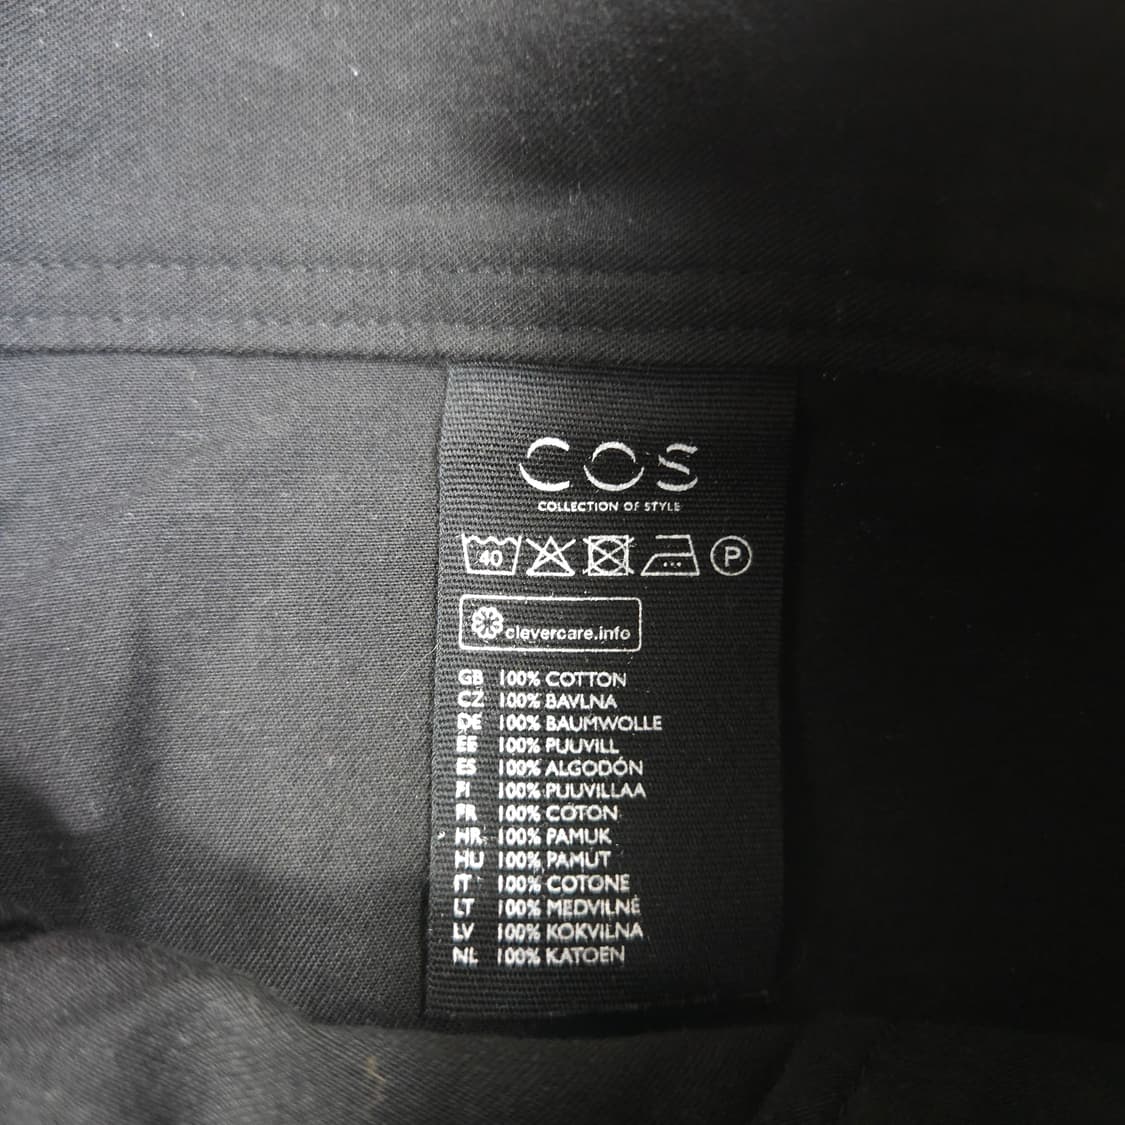 COS
COLLECTION OF STYLE
40 P
clevercare.info
GB 100% COTTON
CZ 100% BAVLNA
DE 100% BAUMWOLLE
EE 100% PUUVILL
ES 100% ALGODÓN
FI 100% PUUVILLAA
FR 100% COTON
HR 100% PAMUK
HU 100% PAMUT
IT 100% COTONE
LT 100% MEDVILNĖ
LV 100% KOKVILNA
NL 100% KATOEN